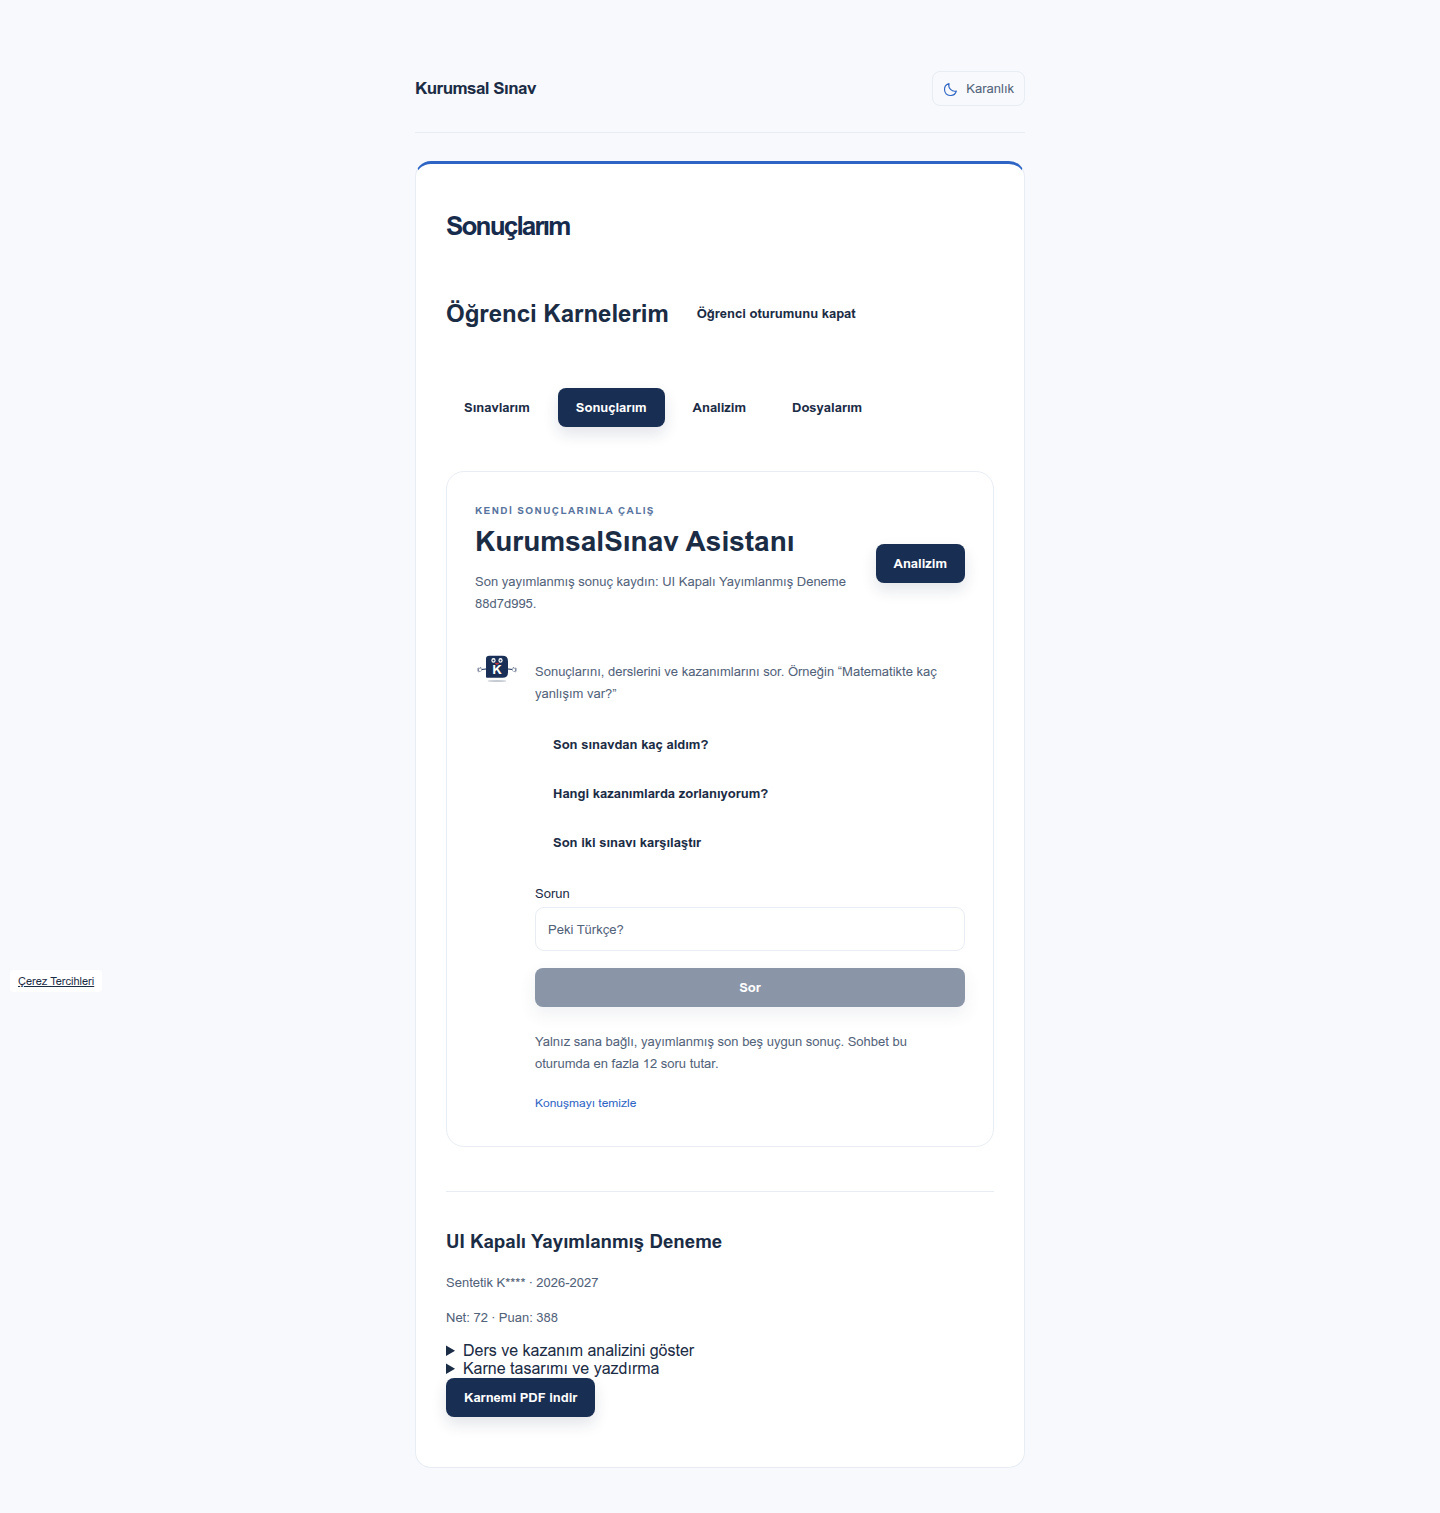 Kurumsal Sınav
Karanlık
Sonuçlarım
Öğrenci Karnelerim
Öğrenci oturumunu kapat
Sınavlarım
Sonuçlarım
Analizim
Dosyalarım
KENDİ SONUÇLARINLA ÇALIŞ
KurumsalSınav Asistanı
Son yayımlanmış sonuç kaydın: UI Kapalı Yayımlanmış Deneme
88d7d995.
Analizim
K
Sonuçlarını, derslerini ve kazanımlarını sor. Örneğin “Matematikte kaç
yanlışım var?”
Son sınavdan kaç aldım?
Hangi kazanımlarda zorlanıyorum?
Son iki sınavı karşılaştır
Sorun
Peki Türkçe?
Sor
Çerez Tercihleri
Yalnız sana bağlı, yayımlanmış son beş uygun sonuç. Sohbet bu
oturumda en fazla 12 soru tutar.
Konuşmayı temizle
UI Kapalı Yayımlanmış Deneme
Sentetik K**** · 2026-2027
Net: 72 · Puan: 388
Ders ve kazanım analizini göster
Karne tasarımı ve yazdırma
Karnemi PDF indir